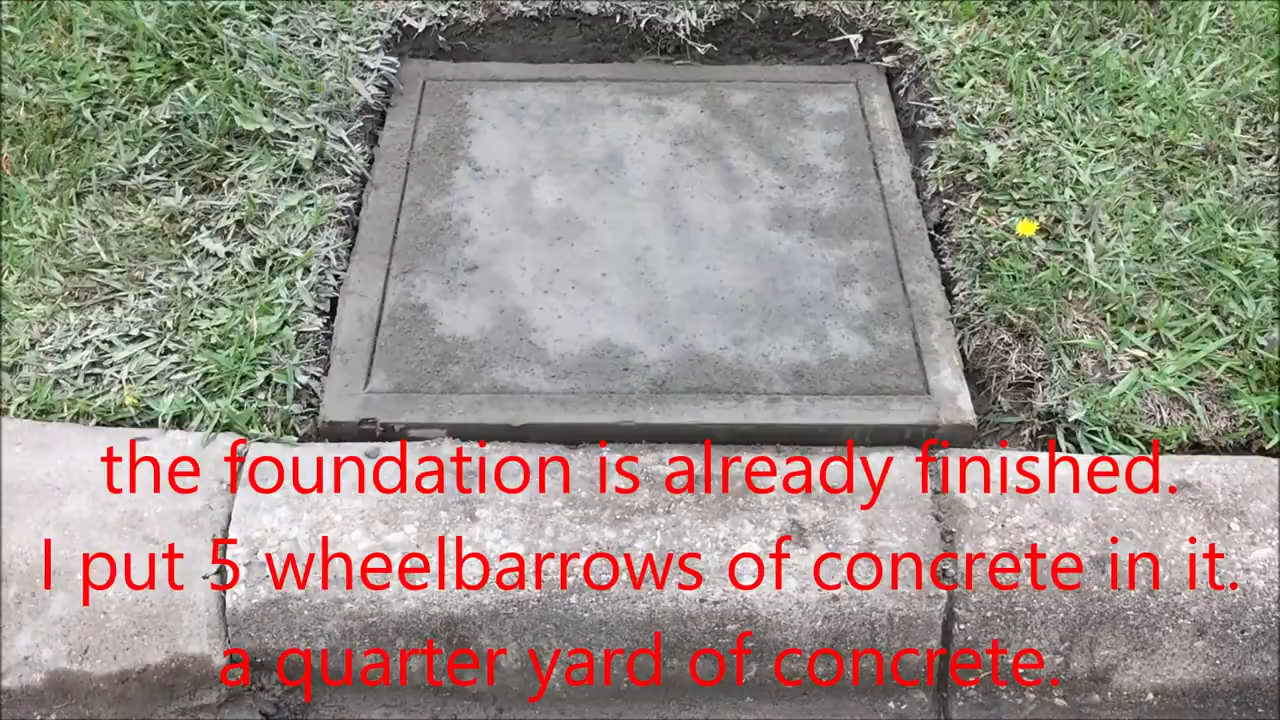 the foundation is already finished.
I put 5 wheelbarrows of concrete in it.
a quarter yard of concrete.